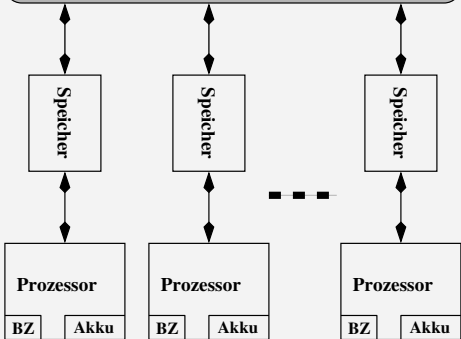 Speicher Speicher Speicher
Prozessor Prozessor Prozessor
BZ Akku BZ Akku BZ Akku